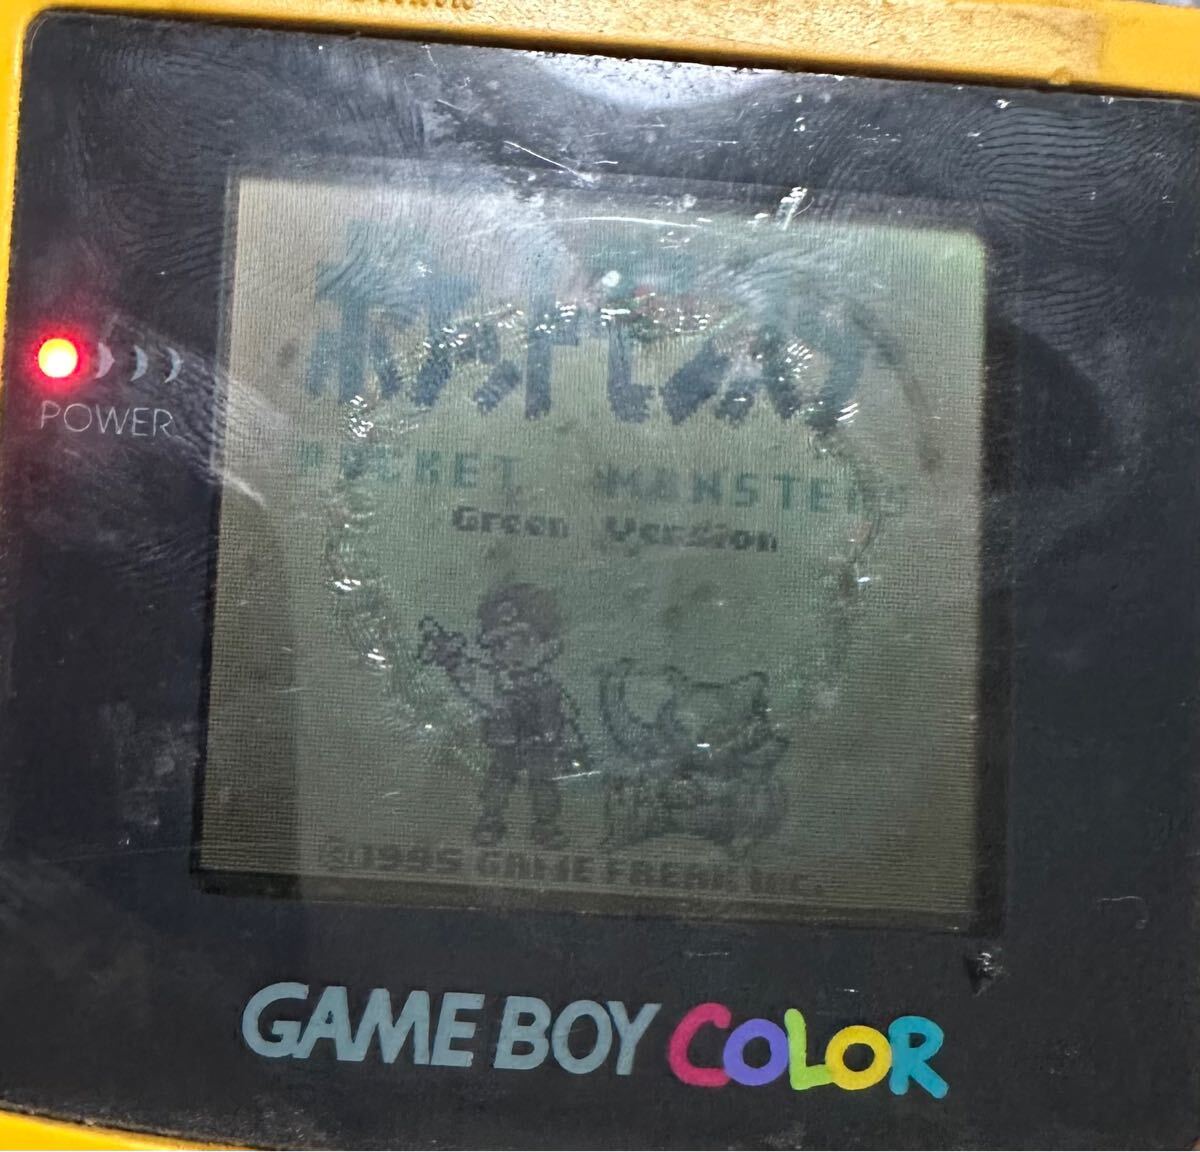 ポケットモンスター
POCKET MONSTERS
Green Version
©1995 GAME FREAK inc.
POWER
GAME BOY COLOR